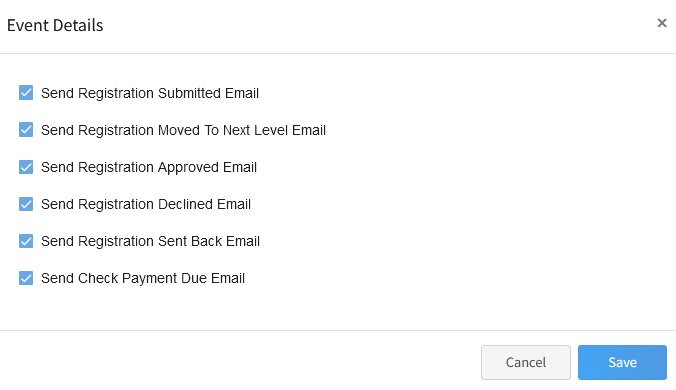 Event Details
×
Send Registration Submitted Email
Send Registration Moved To Next Level Email
Send Registration Approved Email
Send Registration Declined Email
Send Registration Sent Back Email
Send Check Payment Due Email
Cancel Save